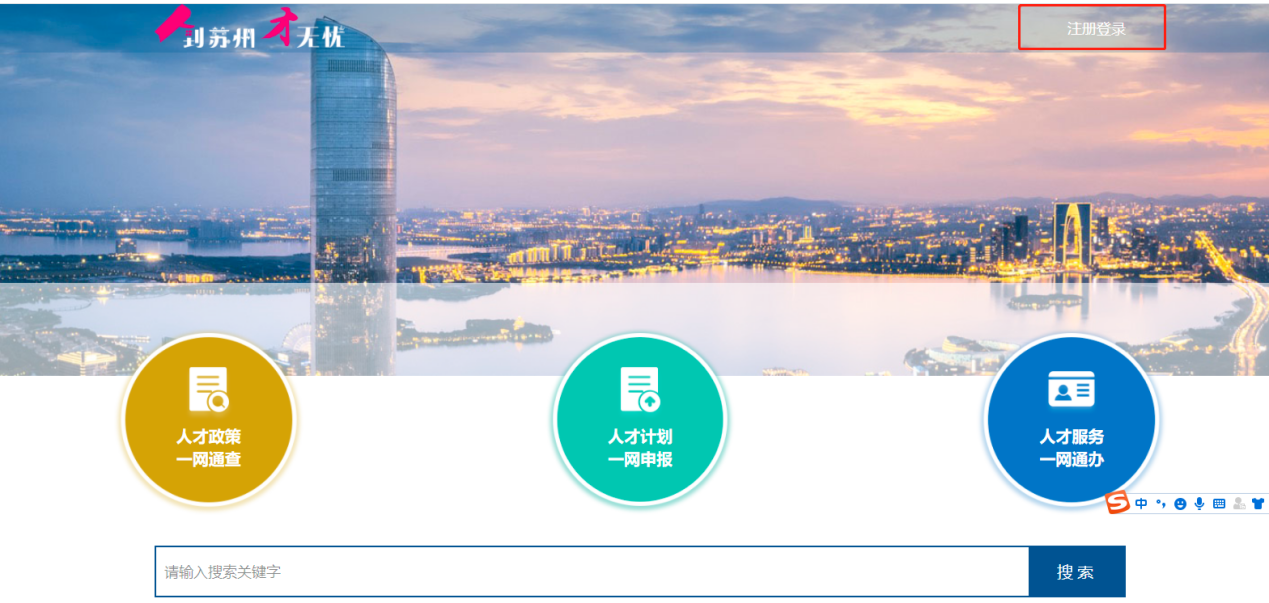 人到苏州才无忧
注册登录
人才政策
一网通查
人才计划
一网申报
人才服务
一网通办
中
请输入搜索关键字
搜索